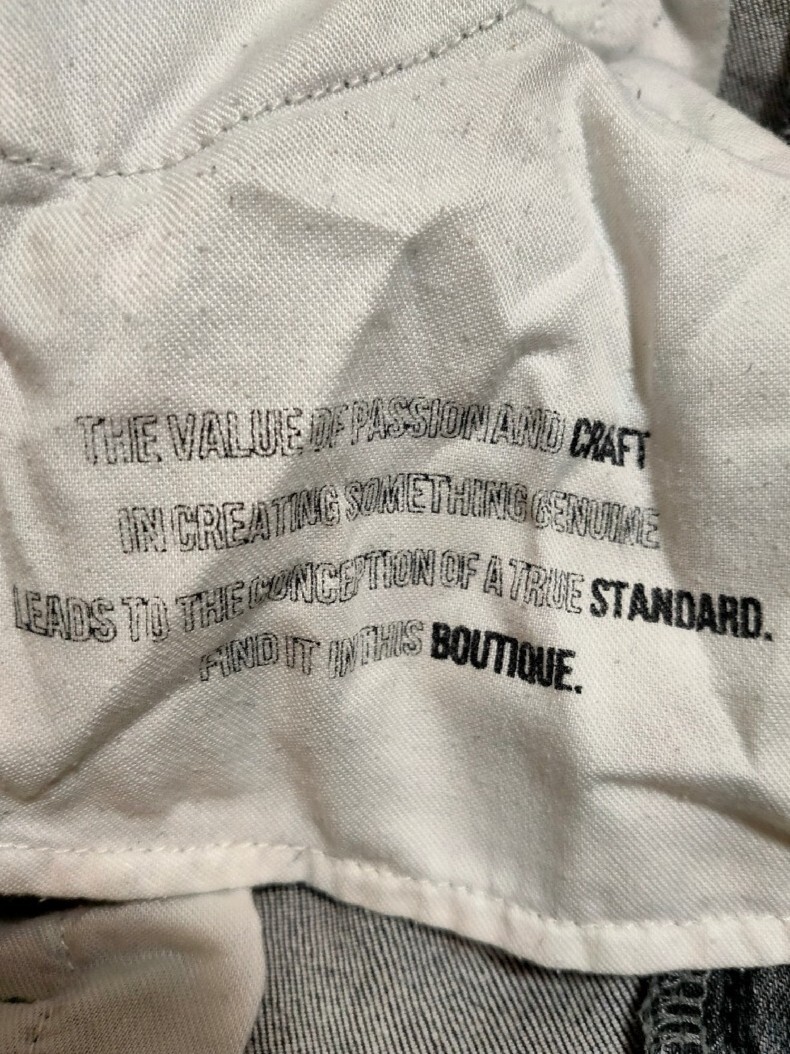 THE VALUE OF PASSION AND CRAFT
IN CREATING SOMETHING GENUINE
LEADS TO THE CONCEPTION OF A TRUE STANDARD.
FIND IT IN THIS BOUTIQUE.